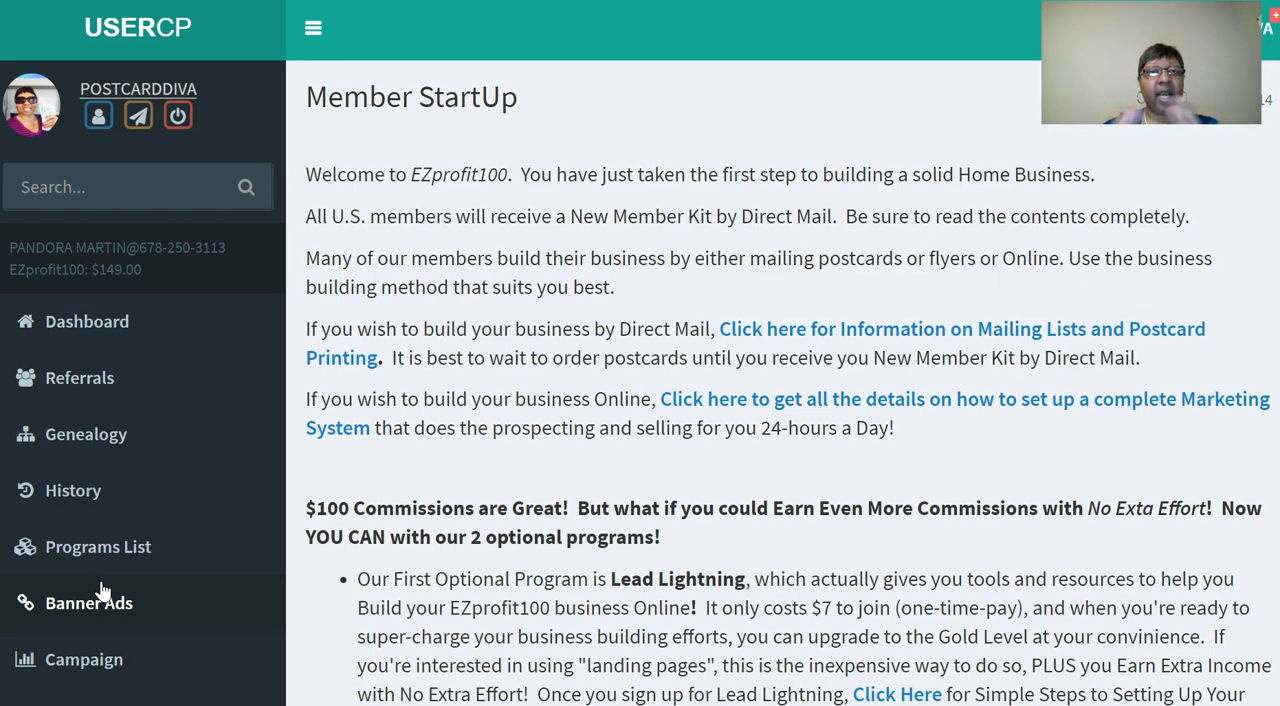 USERCP
POSTCARDDIVA
Search...
PANDORA MARTIN@678-250-3113
EZprofit100: $149.00
Dashboard
Referrals
Genealogy
History
Programs List
Banner Ads
Campaign
VA
14
Member StartUp
Welcome to EZprofit100. You have just taken the first step to building a solid Home Business.
All U.S. members will receive a New Member Kit by Direct Mail. Be sure to read the contents completely.
Many of our members build their business by either mailing postcards or flyers or Online. Use the business
building method that suits you best.
If you wish to build your business by Direct Mail, Click here for Information on Mailing Lists and Postcard
Printing. It is best to wait to order postcards until you receive you New Member Kit by Direct Mail.
If you wish to build your business Online, Click here to get all the details on how to set up a complete Marketing
System that does the prospecting and selling for you 24-hours a Day!
$100 Commissions are Great! But what if you could Earn Even More Commissions with No Exta Effort! Now
YOU CAN with our 2 optional programs!
• Our First Optional Program is Lead Lightning, which actually gives you tools and resources to help you
Build your EZprofit100 business Online! It only costs $7 to join (one-time-pay), and when you're ready to
super-charge your business building efforts, you can upgrade to the Gold Level at your convinience. If
you're interested in using "landing pages", this is the inexpensive way to do so, PLUS you Earn Extra Income
with No Extra Effort! Once you sign up for Lead Lightning, Click Here for Simple Steps to Setting Up Your